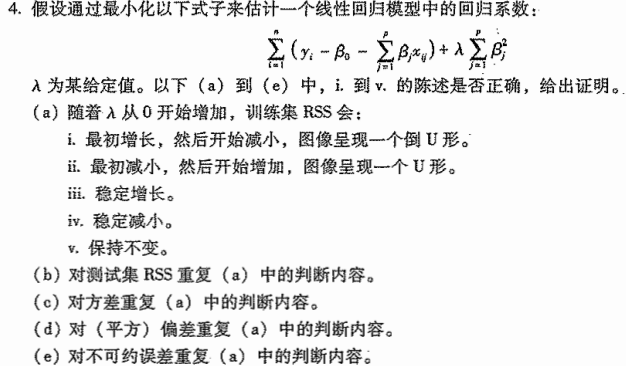 4. 假设通过最小化以下式子来估计一个线性回归模型中的回归系数:
$\sum_{i=1}^{n}(y_i - \beta_0 - \sum_{j=1}^{p}\beta_j x_{ij}) + \lambda\sum_{j=1}^{p}\beta_j^2$
λ 为某给定值。以下 (a) 到 (e) 中, i. 到 v. 的陈述是否正确, 给出证明。
(a) 随着 λ 从 0 开始增加, 训练集 RSS 会:
i. 最初增长, 然后开始减小, 图像呈现一个倒 U 形。
ii. 最初减小, 然后开始增加, 图像呈现一个 U 形。
iii. 稳定增长。
iv. 稳定减小。
v. 保持不变。
(b) 对测试集 RSS 重复 (a) 中的判断内容。
(c) 对方差重复 (a) 中的判断内容。
(d) 对 (平方) 偏差重复 (a) 中的判断内容。
(e) 对不可约误差重复 (a) 中的判断内容。